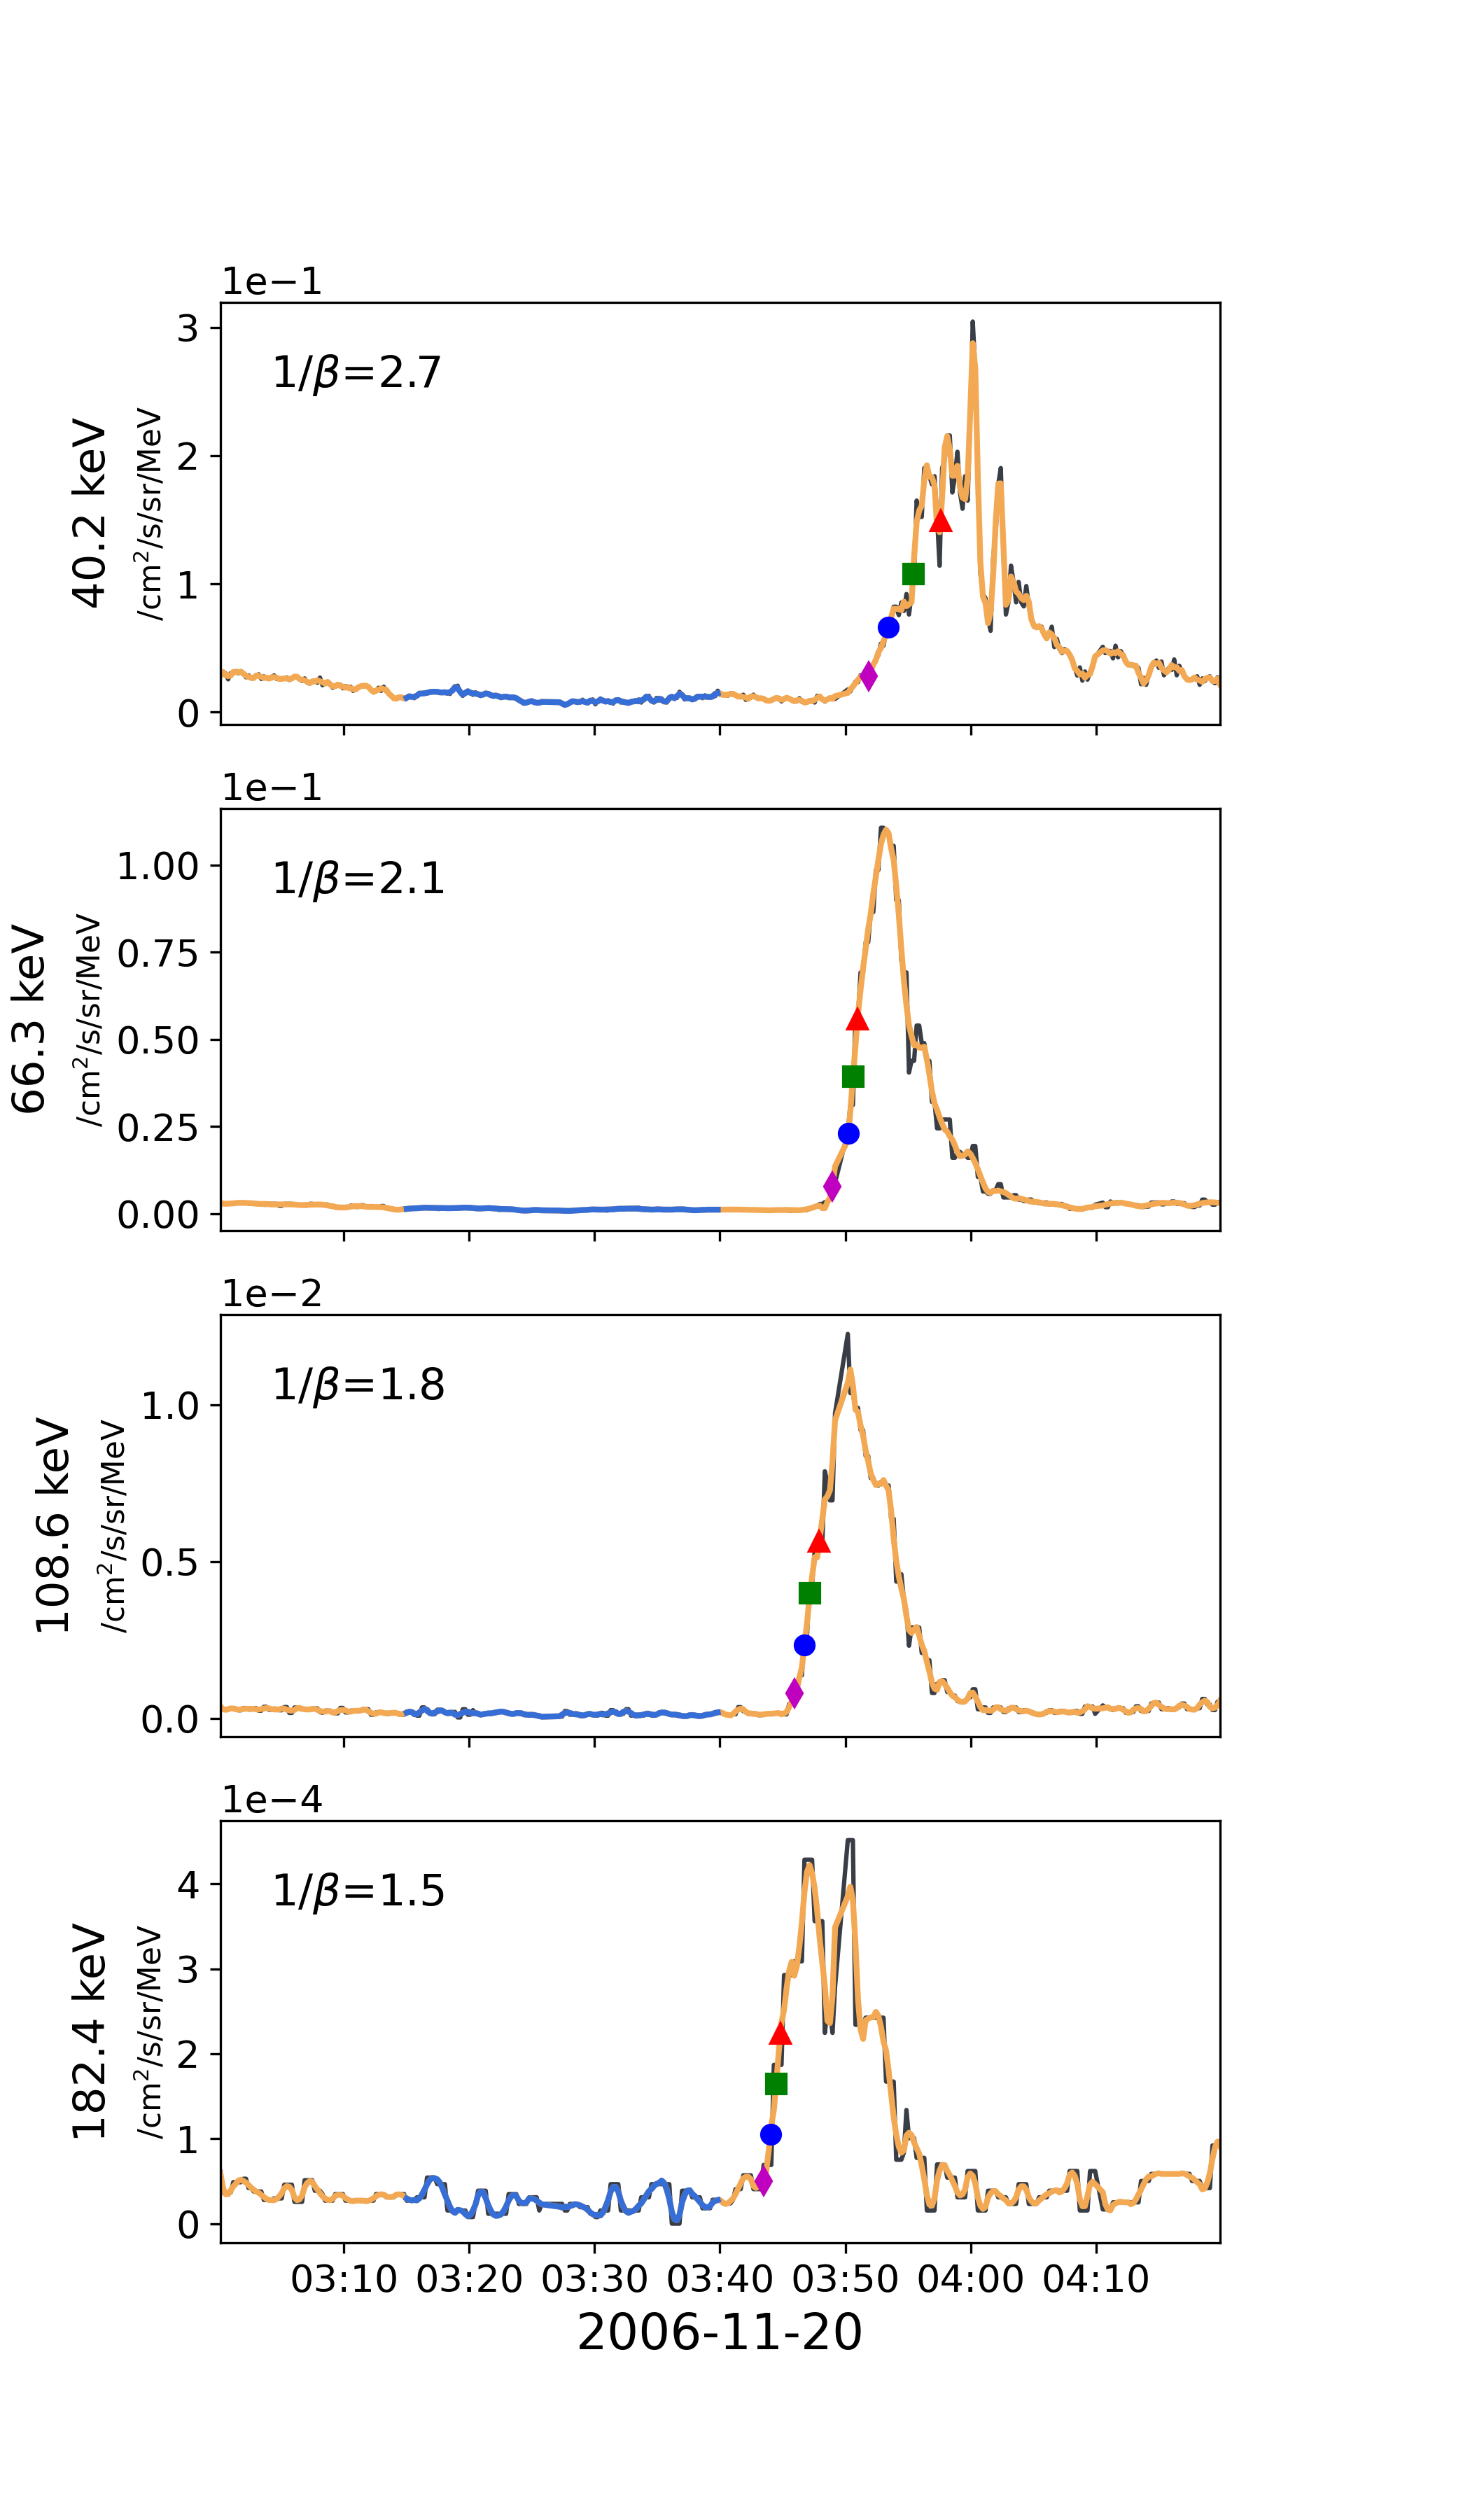 1e−1
3
2
1
0
1/β=2.7
40.2 keV
/cm²/s/sr/MeV
1e−1
1.00
0.75
0.50
0.25
0.00
1/β=2.1
66.3 keV
/cm²/s/sr/MeV
1e−2
1.0
0.5
0.0
1/β=1.8
108.6 keV
/cm²/s/sr/MeV
1e−4
4
3
2
1
0
1/β=1.5
182.4 keV
/cm²/s/sr/MeV
03:10 03:20 03:30 03:40 03:50 04:00 04:10
2006-11-20